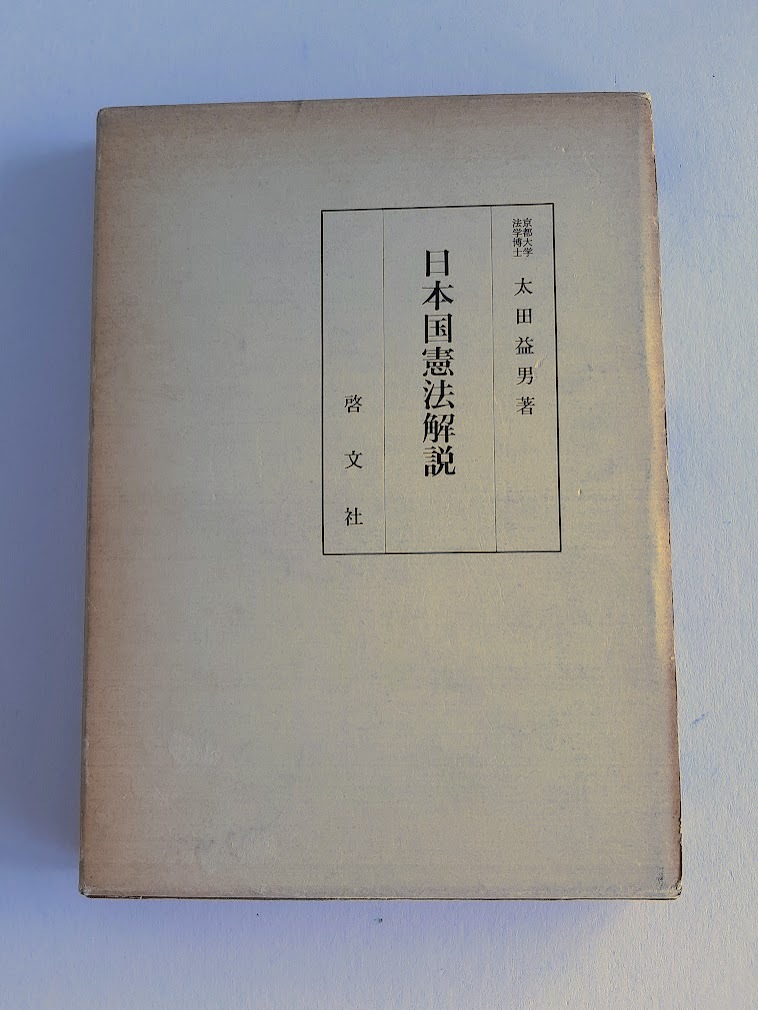 京都大学
法学博士
太田益男著
日本国憲法解説
啓文社